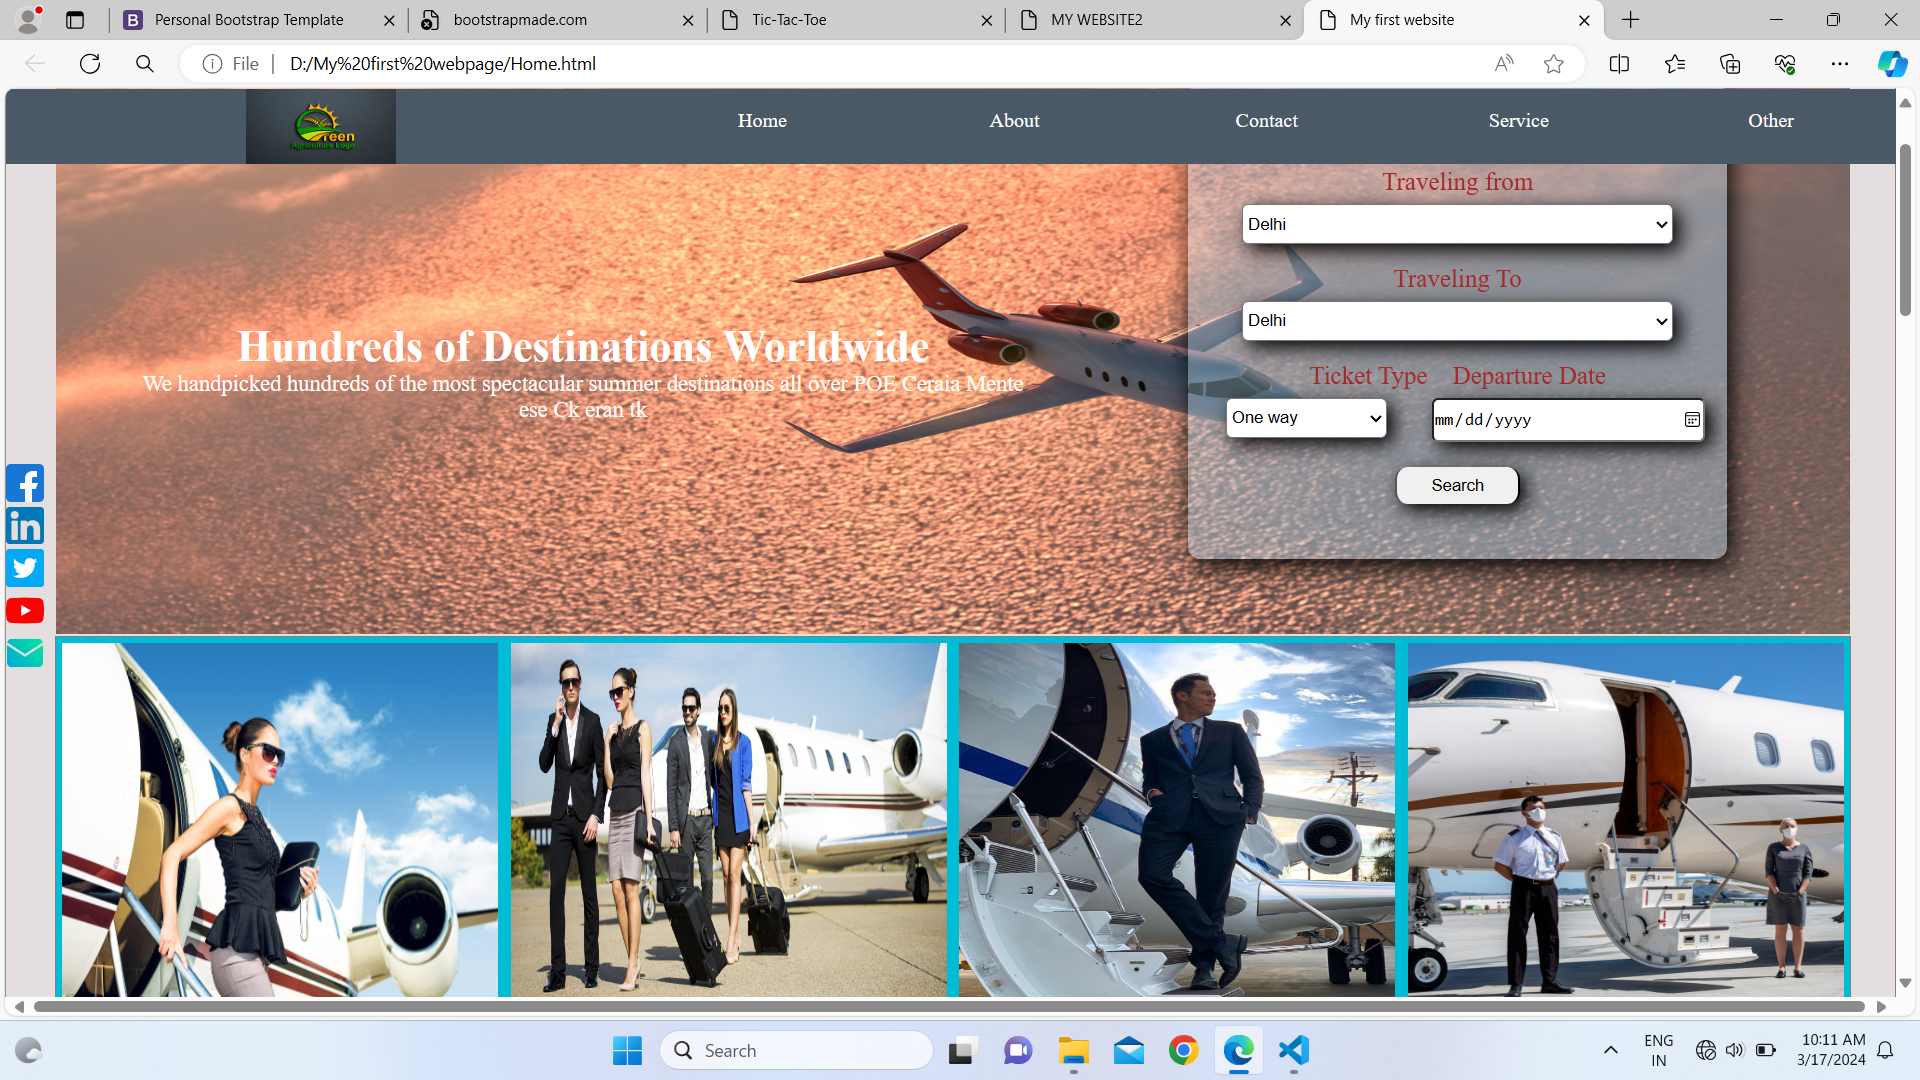 Personal Bootstrap Template
bootstrapmade.com
Tic-Tac-Toe
MY WEBSITE2
My first website
File
D:/My%20first%20webpage/Home.html
reen
Agriculture Logo
Home
About
Contact
Service
Other
Traveling from
Delhi
Traveling To
Delhi
Hundreds of Destinations Worldwide
We handpicked hundreds of the most spectacular summer destinations all over POE Ceraia Mente
ese Ck eran tk
Ticket Type
Departure Date
One way
mm/dd/yyyy
Search
Search
ENG
IN
10:11 AM
3/17/2024